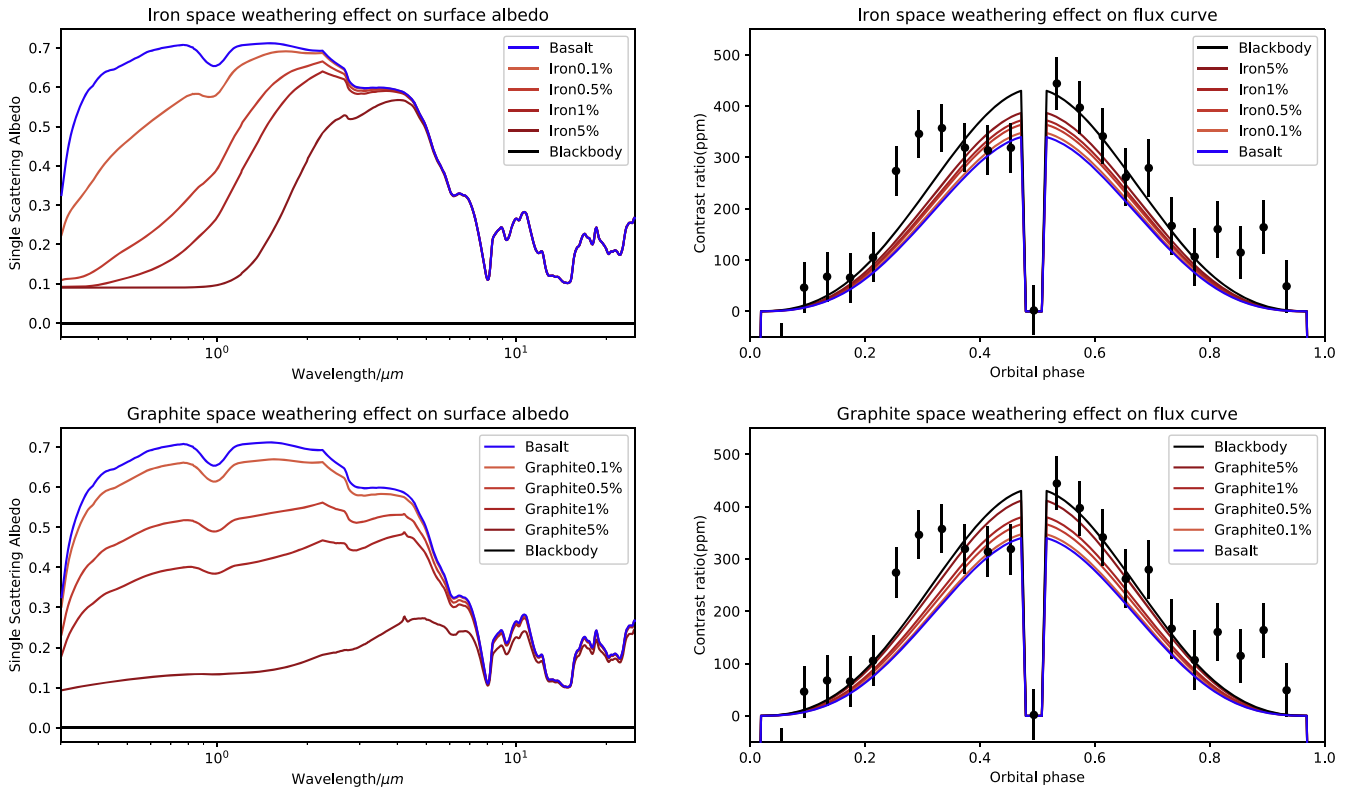 Iron space weathering effect on surface albedo
Single Scattering Albedo
0.7
0.6
0.5
0.4
0.3
0.2
0.1
0.0
Basalt
Iron0.1%
Iron0.5%
Iron1%
Iron5%
Blackbody
10⁰
10¹
Wavelength/μm
Iron space weathering effect on flux curve
Contrast ratio(ppm)
500
400
300
200
100
0
Blackbody
Iron5%
Iron1%
Iron0.5%
Iron0.1%
Basalt
0.0
0.2
0.4
0.6
0.8
1.0
Orbital phase
Graphite space weathering effect on surface albedo
Single Scattering Albedo
0.7
0.6
0.5
0.4
0.3
0.2
0.1
0.0
Basalt
Graphite0.1%
Graphite0.5%
Graphite1%
Graphite5%
Blackbody
10⁰
10¹
Wavelength/μm
Graphite space weathering effect on flux curve
Contrast ratio(ppm)
500
400
300
200
100
0
Blackbody
Graphite5%
Graphite1%
Graphite0.5%
Graphite0.1%
Basalt
0.0
0.2
0.4
0.6
0.8
1.0
Orbital phase